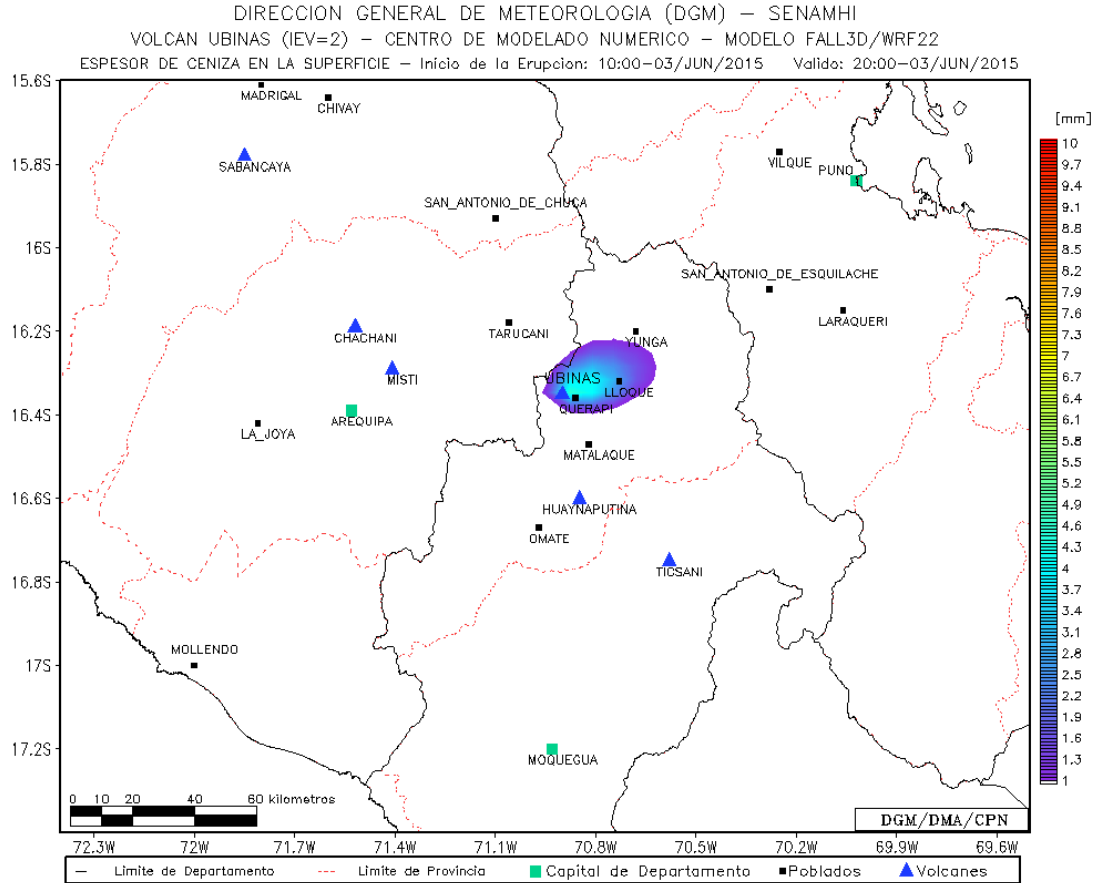 DIRECCION GENERAL DE METEOROLOGIA (DGM) – SENAMHI
VOLCAN UBINAS (IEV=2) – CENTRO DE MODELADO NUMERICO – MODELO FALL3D/WRF22
ESPESOR DE CENIZA EN LA SUPERFICIE – Inicio de la Erupcion: 10:00–03/JUN/2015 Valido: 20:00–03/JUN/2015
15.6S
MADRIGAL
CHIVAY
[mm]
15.8S
SABANCAYA
VILQUE
PUNO
SAN_ANTONIO_DE_CHUCA
16S
SAN_ANTONIO_DE_ESQUILACHE
16.2S
CHACHANI
TARUCANI
YUNGA
LARAQUERI
MISTI
UBINAS
LLOQUE
QUERAPI
16.4S
AREQUIPA
LA_JOYA
MATALAQUE
16.6S
HUAYNAPUTINA
OMATE
16.8S
TICSANI
MOLLENDO
17S
17.2S
MOQUEGUA
10
9.7
9.4
9.1
8.8
8.5
8.2
7.9
7.6
7.3
7
6.7
6.4
6.1
5.8
5.5
5.2
4.9
4.6
4.3
4
3.7
3.4
3.1
2.8
2.5
2.2
1.9
1.6
1.3
1
0 10 20 40 60 kilometros
DGM/DMA/CPN
72.3W 72W 71.7W 71.4W 71.1W 70.8W 70.5W 70.2W 69.9W 69.6W
Limite de Departamento Limite de Provincia Capital de Departamento Poblados Volcanes